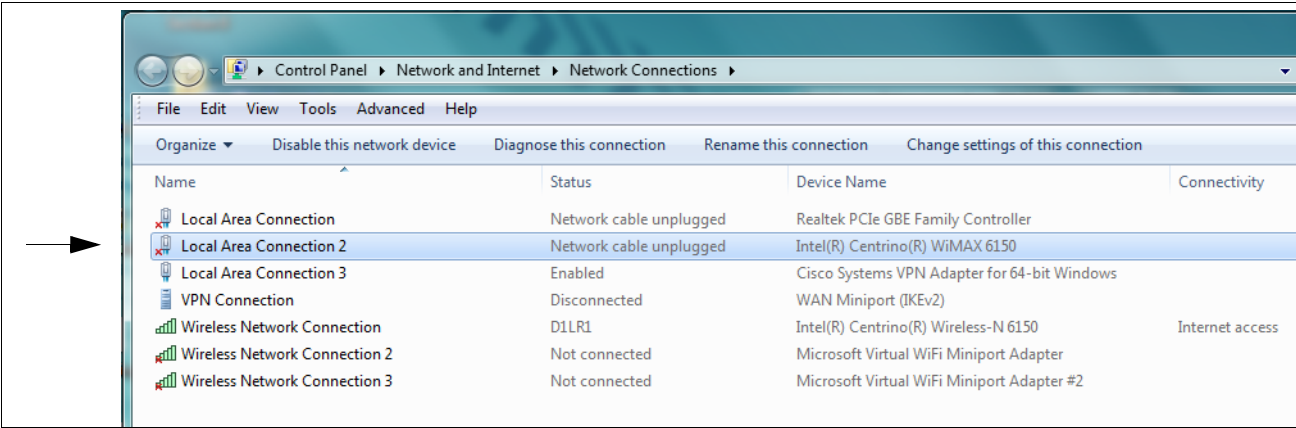 Control Panel Network and Internet Network Connections
File Edit View Tools Advanced Help
Organize Disable this network device Diagnose this connection Rename this connection Change settings of this connection
Name Status Device Name Connectivity
Local Area Connection Network cable unplugged Realtek PCIe GBE Family Controller
Local Area Connection 2 Network cable unplugged Intel(R) Centrino(R) WiMAX 6150
Local Area Connection 3 Enabled Cisco Systems VPN Adapter for 64-bit Windows
VPN Connection Disconnected WAN Miniport (IKEv2)
Wireless Network Connection D1LR1 Intel(R) Centrino(R) Wireless-N 6150 Internet access
Wireless Network Connection 2 Not connected Microsoft Virtual WiFi Miniport Adapter
Wireless Network Connection 3 Not connected Microsoft Virtual WiFi Miniport Adapter #2